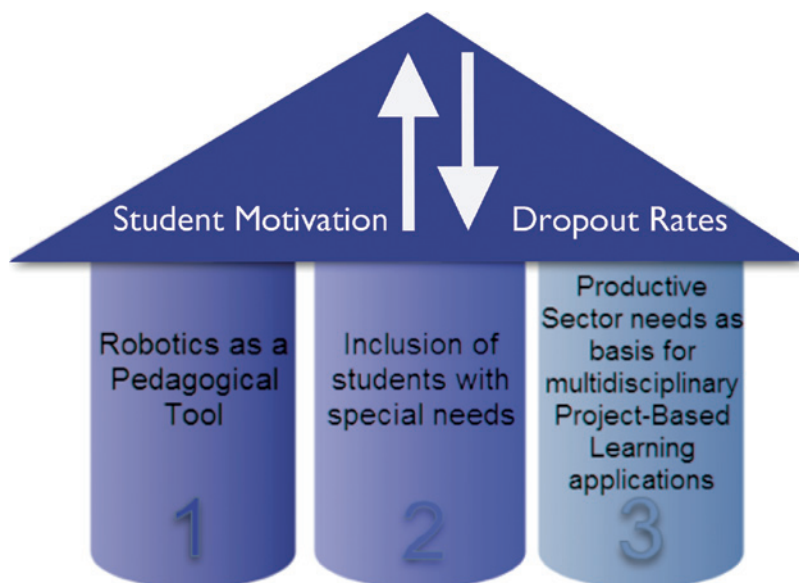 Student Motivation
Dropout Rates
Robotics as a
Pedagogical
Tool
1
Inclusion of
students with
special needs
2
Productive
Sector needs as
basis for
multidisciplinary
Project-Based
Learning
applications
3